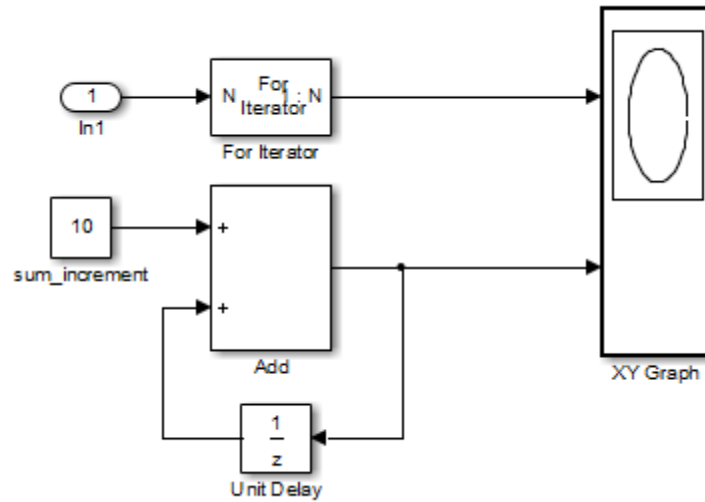 1
In1
For
N 1 : N
Iterator
For Iterator
10
sum_increment
+
+
Add
1
z
Unit Delay
XY Graph